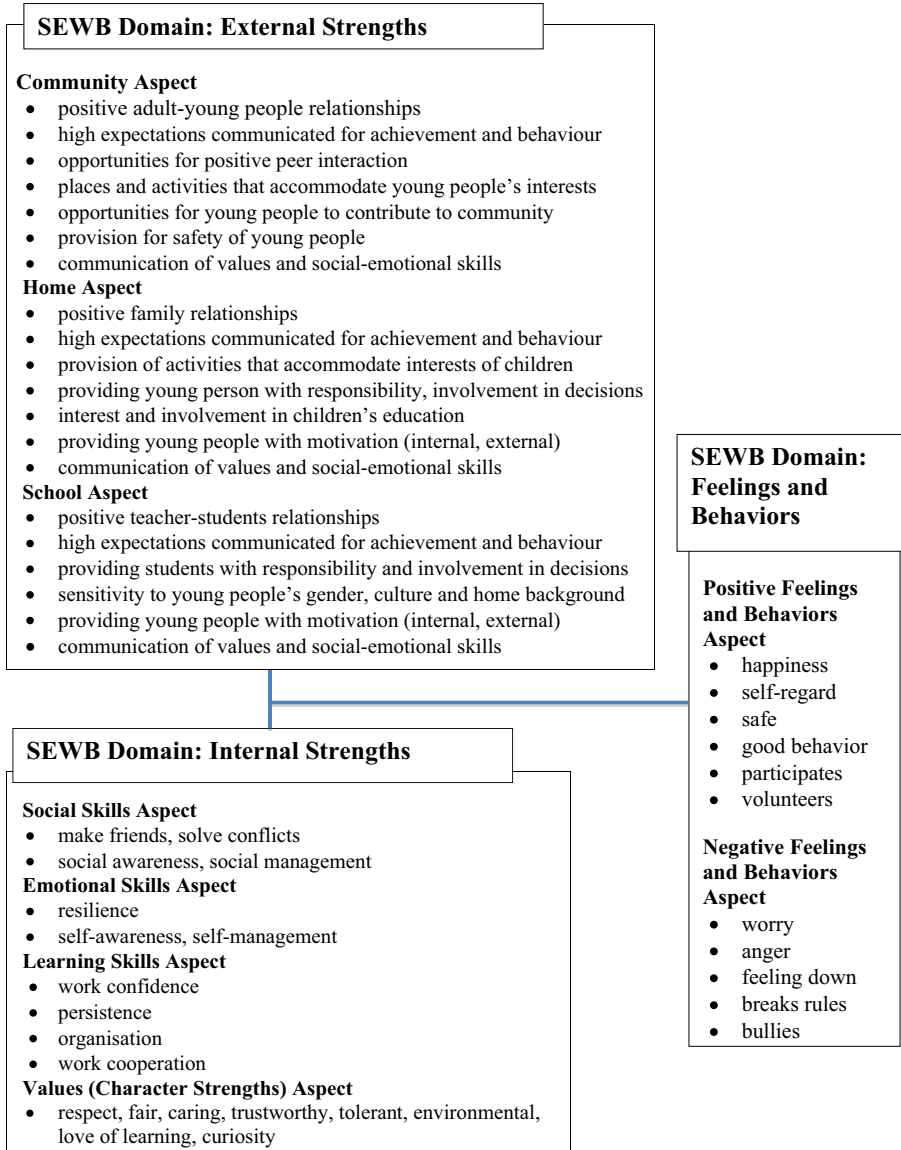 SEWB Domain: External Strengths
Community Aspect
• positive adult-young people relationships
• high expectations communicated for achievement and behaviour
• opportunities for positive peer interaction
• places and activities that accommodate young people’s interests
• opportunities for young people to contribute to community
• provision for safety of young people
• communication of values and social-emotional skills
Home Aspect
• positive family relationships
• high expectations communicated for achievement and behaviour
• provision of activities that accommodate interests of children
• providing young person with responsibility, involvement in decisions
• interest and involvement in children’s education
• providing young people with motivation (internal, external)
• communication of values and social-emotional skills
School Aspect
• positive teacher-students relationships
• high expectations communicated for achievement and behaviour
• providing students with responsibility and involvement in decisions
• sensitivity to young people’s gender, culture and home background
• providing young people with motivation (internal, external)
• communication of values and social-emotional skills
SEWB Domain: Internal Strengths
Social Skills Aspect
• make friends, solve conflicts
• social awareness, social management
Emotional Skills Aspect
• resilience
• self-awareness, self-management
Learning Skills Aspect
• work confidence
• persistence
• organisation
• work cooperation
Values (Character Strengths) Aspect
• respect, fair, caring, trustworthy, tolerant, environmental,
love of learning, curiosity
SEWB Domain:
Feelings and
Behaviors
Positive Feelings
and Behaviors
Aspect
• happiness
• self-regard
• safe
• good behavior
• participates
• volunteers
Negative Feelings
and Behaviors
Aspect
• worry
• anger
• feeling down
• breaks rules
• bullies